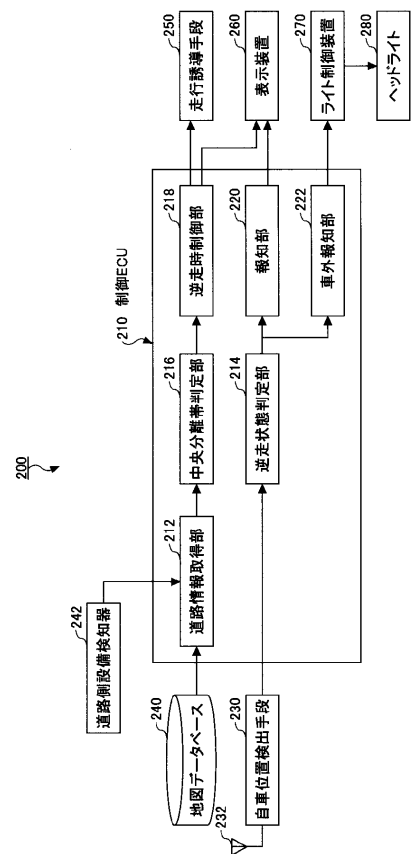 200
210 制御ECU
242
道路側設備検知器
240
地図データベース
212
道路情報取得部
216
中央分離帯判定部
218
逆走時制御部
250
走行誘導手段
260
表示装置
232
230
自車位置検出手段
214
逆走状態判定部
220
報知部
222
車外報知部
270
ライト制御装置
280
ヘッドライト